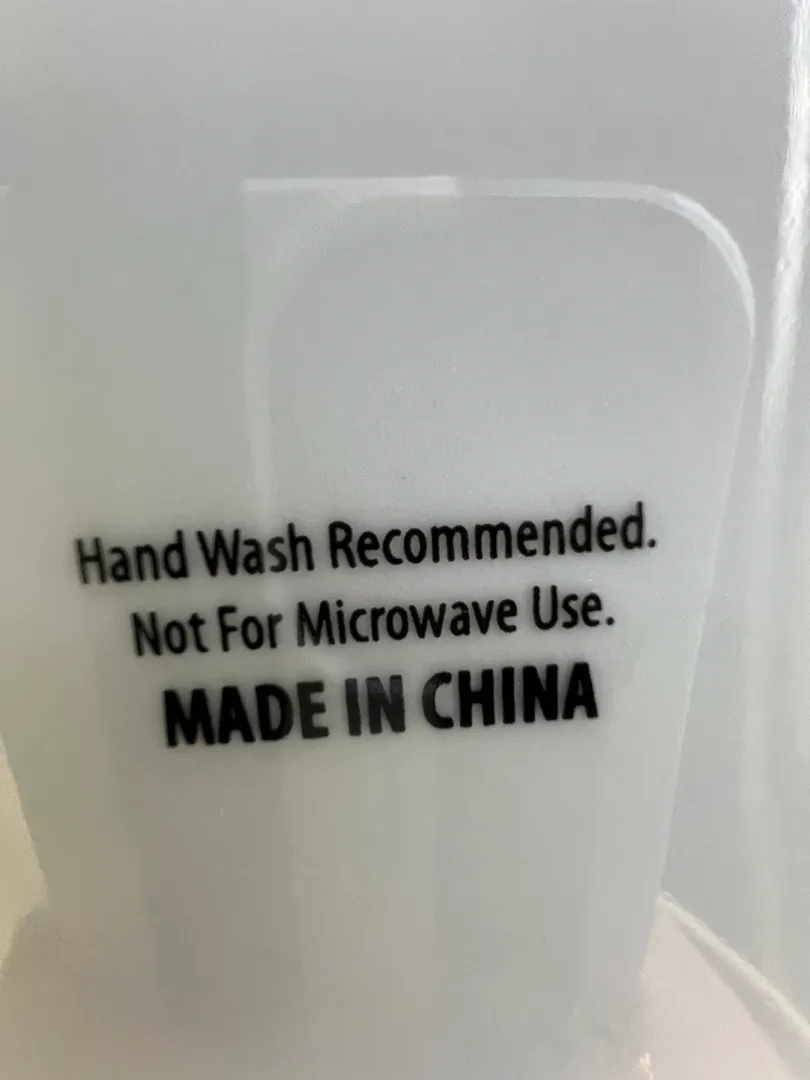 Hand Wash Recommended.
Not For Microwave Use.
MADE IN CHINA